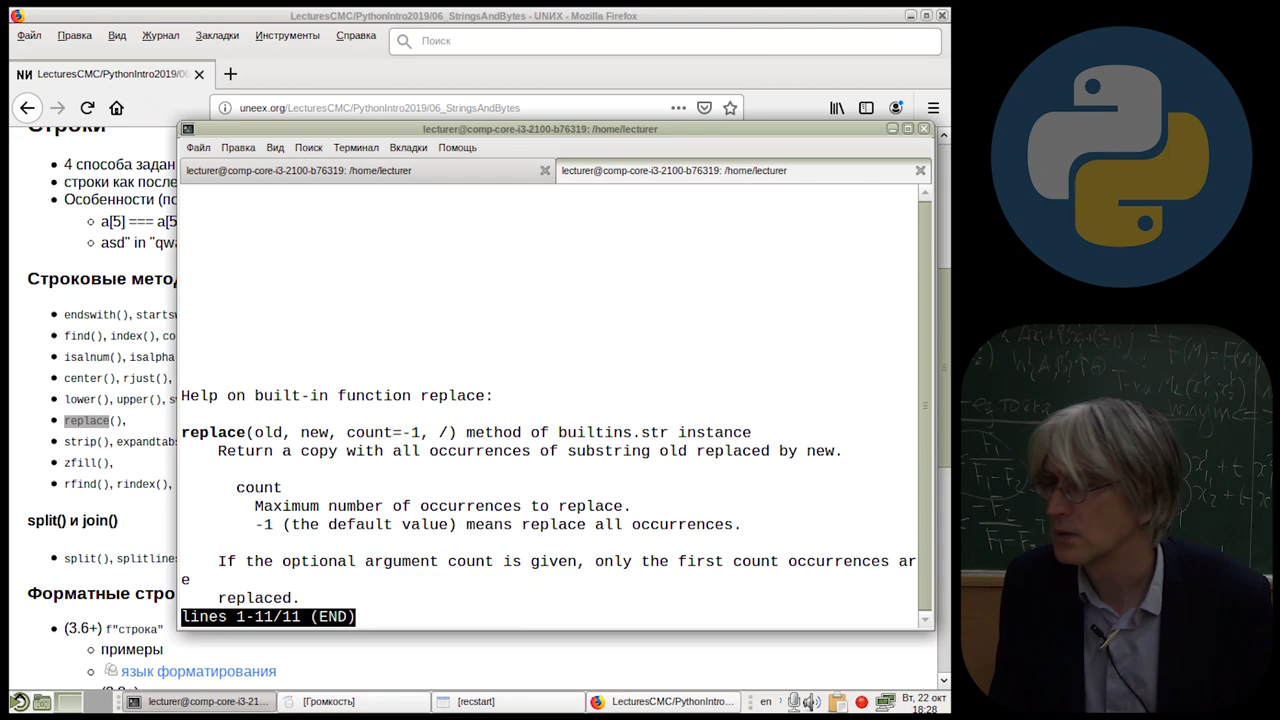 LecturesCMC/PythonIntro2019/06_StringsAndBytes - UNИX - Mozilla Firefox
Файл Правка Вид Журнал Закладки Инструменты Справка
Поиск
NИ LecturesCMC/PythonIntro2019/06
uneex.org/LecturesCMC/PythonIntro2019/06_StringsAndBytes
Строки
4 способа задан
строки как после
Особенности (по
a[5] === a[5
asd" in "qwa
Строковые метод
endswith(), startsw
find(), index(), co
isalnum(), isalpha
center(), rjust(),
lower(), upper(), sw
replace(),
strip(), expandtabs
zfill(),
rfind(), rindex(),
split() и join()
split(), splitlines
Форматные стро
(3.6+) f"строка"
примеры
язык форматирования
lecturer@comp-core-i3-2100-b76319: /home/lecturer
Файл Правка Вид Поиск Терминал Вкладки Помощь
lecturer@comp-core-i3-2100-b76319: /home/lecturer lecturer@comp-core-i3-2100-b76319: /home/lecturer
Help on built-in function replace:
replace(old, new, count=-1, /) method of builtins.str instance
Return a copy with all occurrences of substring old replaced by new.
count
Maximum number of occurrences to replace.
-1 (the default value) means replace all occurrences.
If the optional argument count is given, only the first count occurrences ar
e
replaced.
lines 1-11/11 (END)
lecturer@comp-core-i3-21... [Громкость] [recstart] LecturesCMC/PythonIntro... en Вт, 22 окт
18:28